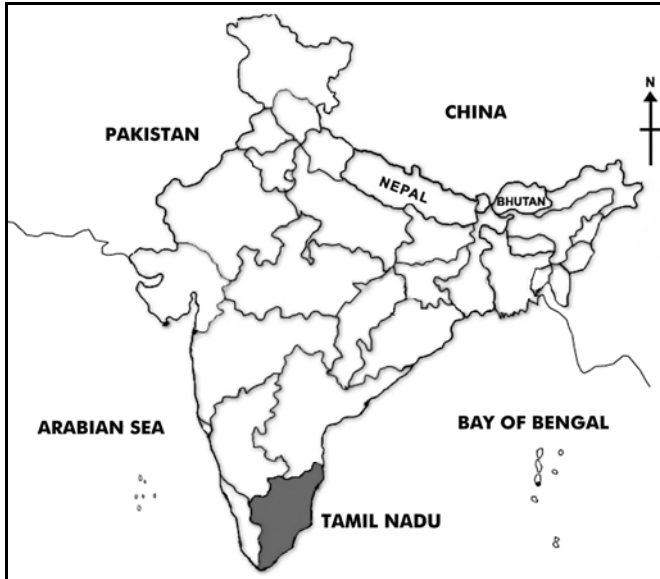 N
CHINA
PAKISTAN
NEPAL
BHUTAN
ARABIAN SEA
BAY OF BENGAL
TAMIL NADU